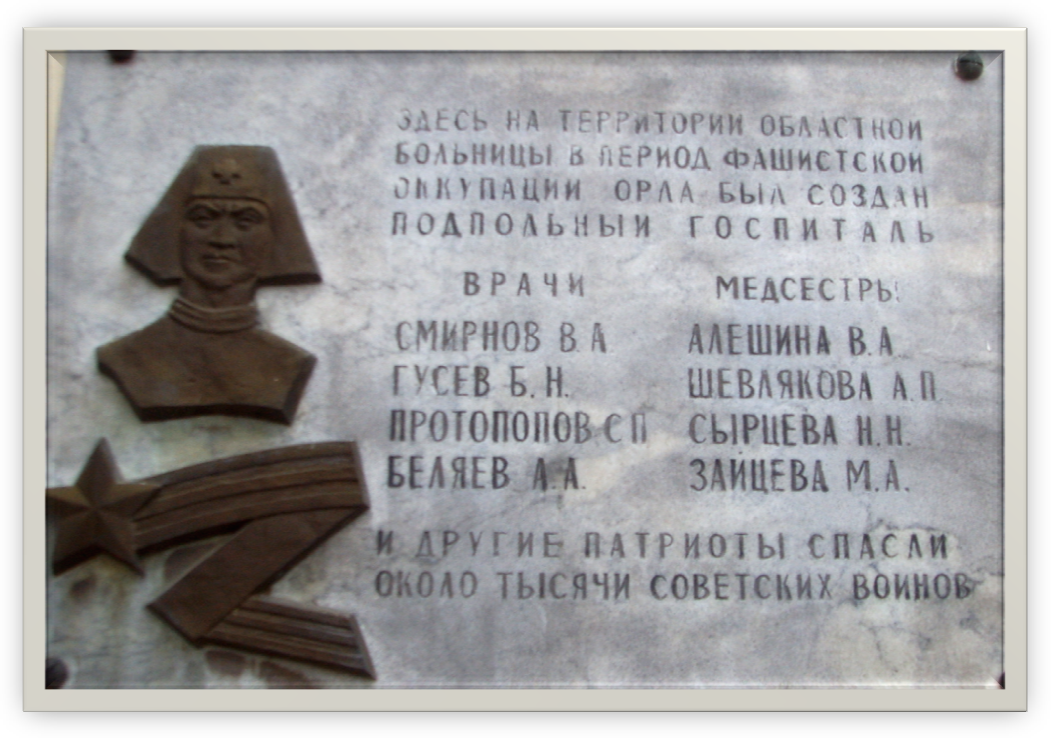 ЗДЕСЬ НА ТЕРРИТОРИИ ОБЛАСТНОЙ
БОЛЬНИЦЫ В ПЕРИОД ФАШИСТСКОЙ
ОККУПАЦИИ ОРЛА БЫЛ СОЗДАН
ПОДПОЛЬНЫЙ ГОСПИТАЛЬ
ВРАЧИ
СМИРНОВ В.А.
ГУСЕВ Б.Н.
ПРОТОПОПОВ С.П.
БЕЛЯЕВ А.А.
МЕДСЕСТРЫ
АЛЕШИНА В.А.
ШЕВЛЯКОВА А.П.
СЫРЦЕВА Н.Н.
ЗАЙЦЕВА М.А.
И ДРУГИЕ ПАТРИОТЫ СПАСЛИ
ОКОЛО ТЫСЯЧИ СОВЕТСКИХ ВОИНОВ